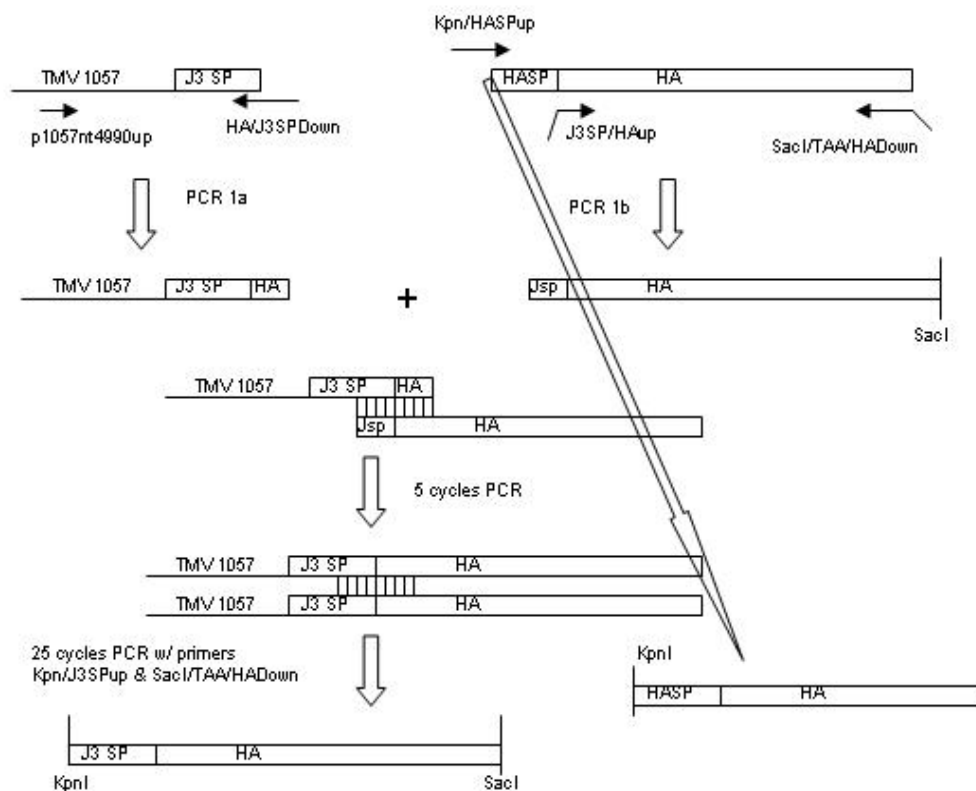 Kpn/HASPup
TMV 1057
J3 SP
HASP
HA
p1057nt4990up
HA/J3SPDown
J3SP/HAup
SacI/TAA/HADown
PCR 1a
PCR 1b
TMV 1057
J3 SP
HA
+
Jsp
HA
SacI
TMV 1057
J3 SP
HA
Jsp
HA
5 cycles PCR
TMV 1057
J3 SP
HA
TMV 1057
J3 SP
HA
25 cycles PCR w/ primers
Kpn/J3SPup & SacI/TAA/HADown
KpnI
HASP
HA
J3 SP
HA
KpnI
SacI